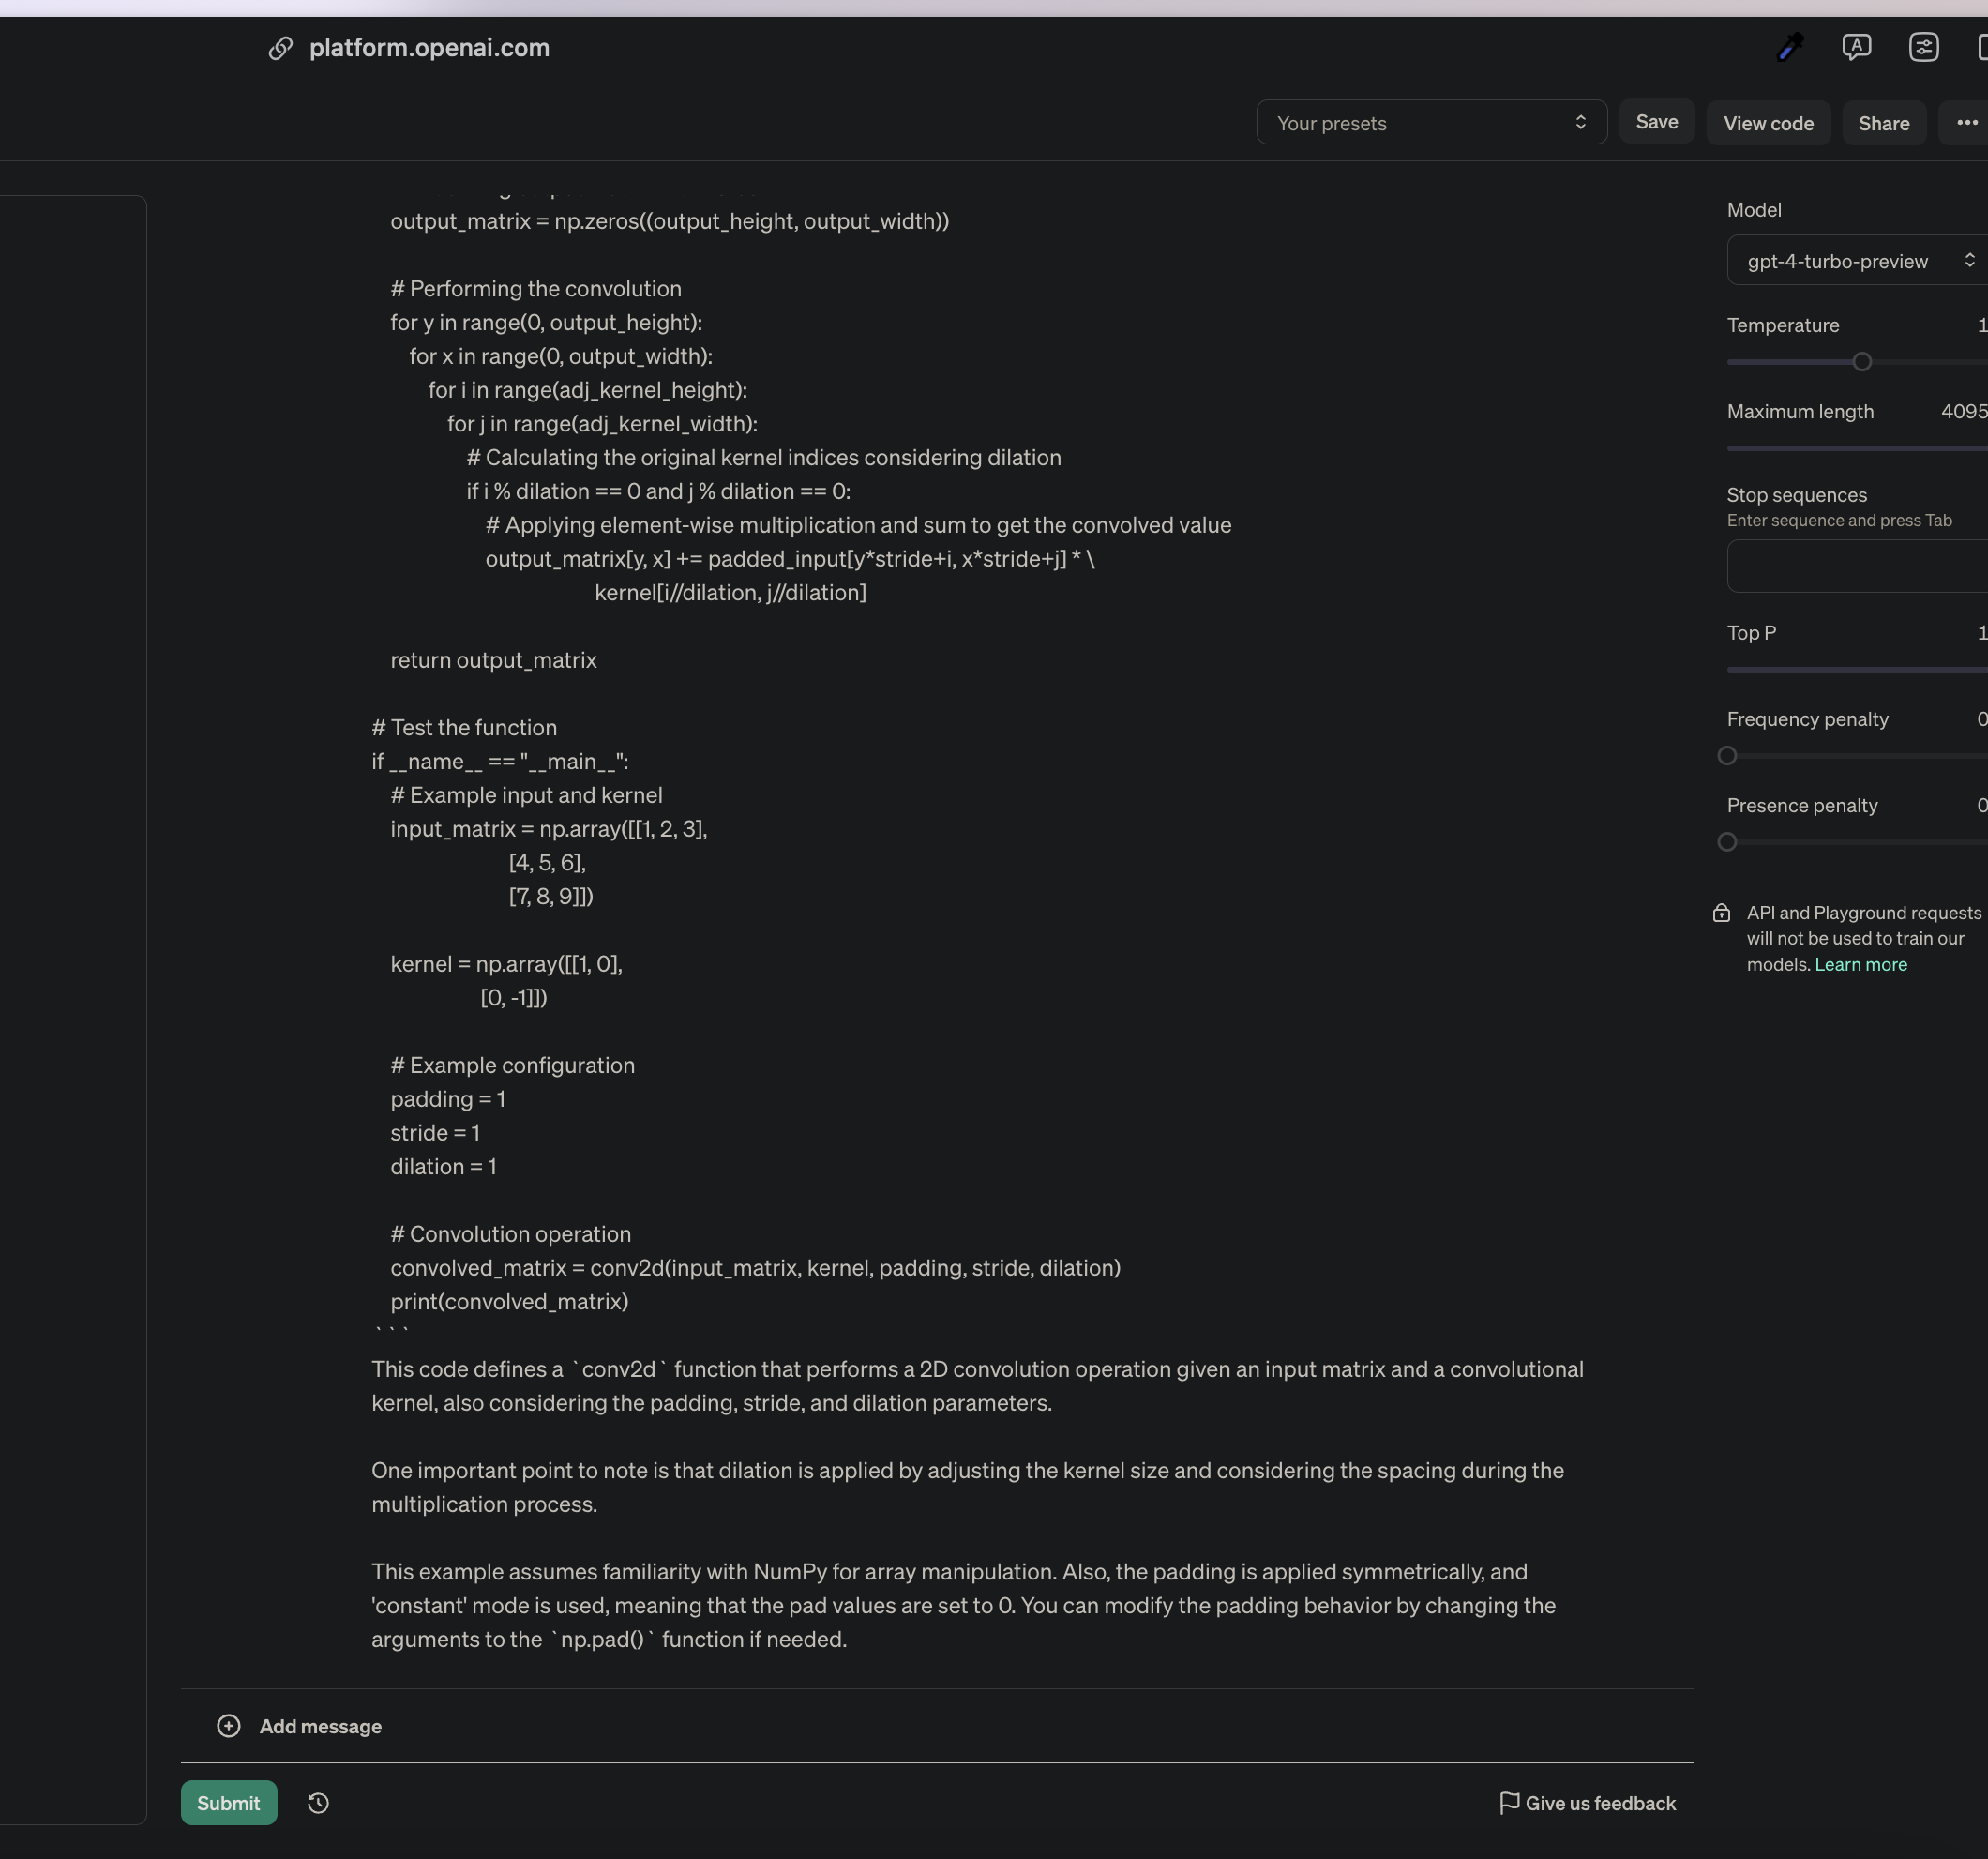 platform.openai.com
Your presets
Save
View code
Share
output_matrix = np.zeros((output_height, output_width))
# Performing the convolution
for y in range(0, output_height):
for x in range(0, output_width):
for i in range(adj_kernel_height):
for j in range(adj_kernel_width):
# Calculating the original kernel indices considering dilation
if i % dilation == 0 and j % dilation == 0:
# Applying element-wise multiplication and sum to get the convolved value
output_matrix[y, x] += padded_input[y*stride+i, x*stride+j] * \
kernel[i//dilation, j//dilation]
return output_matrix
# Test the function
if __name__ == "__main__":
# Example input and kernel
input_matrix = np.array([[1, 2, 3],
[4, 5, 6],
[7, 8, 9]])
kernel = np.array([[1, 0],
[0, -1]])
# Example configuration
padding = 1
stride = 1
dilation = 1
# Convolution operation
convolved_matrix = conv2d(input_matrix, kernel, padding, stride, dilation)
print(convolved_matrix)
```
This code defines a `conv2d` function that performs a 2D convolution operation given an input matrix and a convolutional
kernel, also considering the padding, stride, and dilation parameters.
One important point to note is that dilation is applied by adjusting the kernel size and considering the spacing during the
multiplication process.
This example assumes familiarity with NumPy for array manipulation. Also, the padding is applied symmetrically, and
'constant' mode is used, meaning that the pad values are set to 0. You can modify the padding behavior by changing the
arguments to the `np.pad()` function if needed.
Add message
Submit
Give us feedback
Model
gpt-4-turbo-preview
Temperature 1
Maximum length 4095
Stop sequences
Enter sequence and press Tab
Top P 1
Frequency penalty 0
Presence penalty 0
API and Playground requests
will not be used to train our
models. Learn more